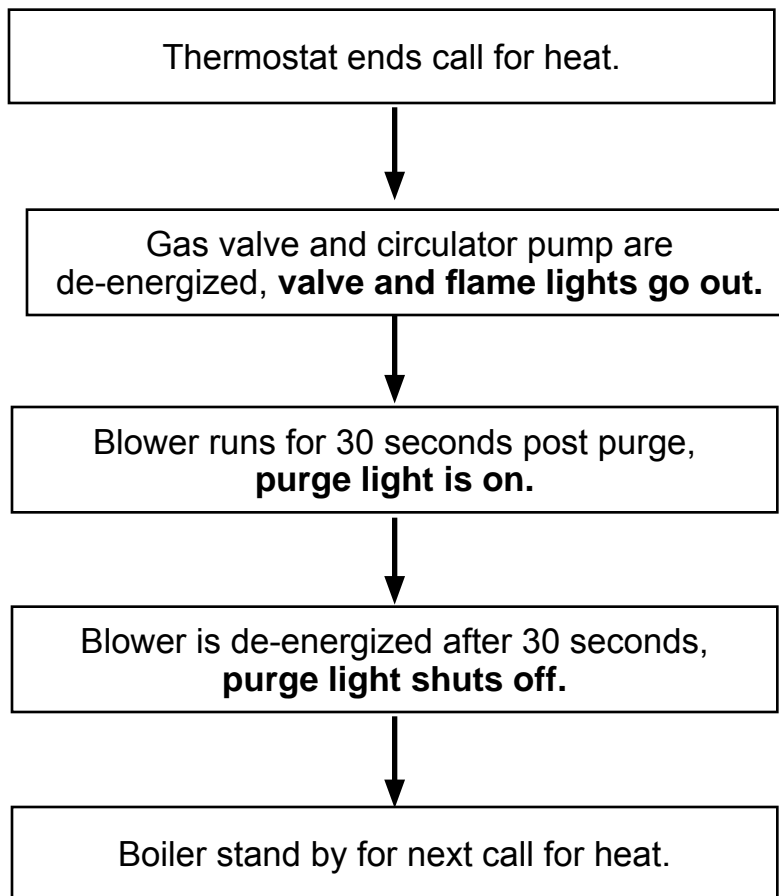 Thermostat ends call for heat.
Gas valve and circulator pump are
de-energized, valve and flame lights go out.
Blower runs for 30 seconds post purge,
purge light is on.
Blower is de-energized after 30 seconds,
purge light shuts off.
Boiler stand by for next call for heat.